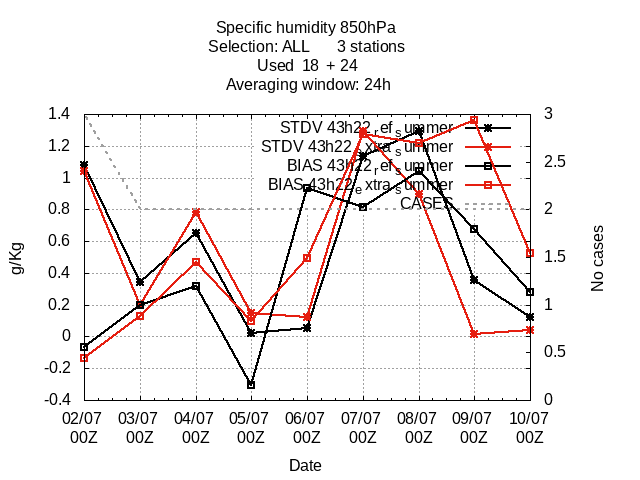 Specific humidity 850hPa
Selection: ALL 3 stations
Used 18 + 24
Averaging window: 24h
STDV 43h22ref_summer
STDV 43h22extra_summer
BIAS 43h22ref_summer
BIAS 43h22extra_summer
CASES
1.4
1.2
1
0.8
0.6
0.4
0.2
0
-0.2
-0.4
g/Kg
3
2.5
2
1.5
1
0.5
0
No cases
02/07 03/07 04/07 05/07 06/07 07/07 08/07 09/07 10/07
00Z 00Z 00Z 00Z 00Z 00Z 00Z 00Z 00Z
Date